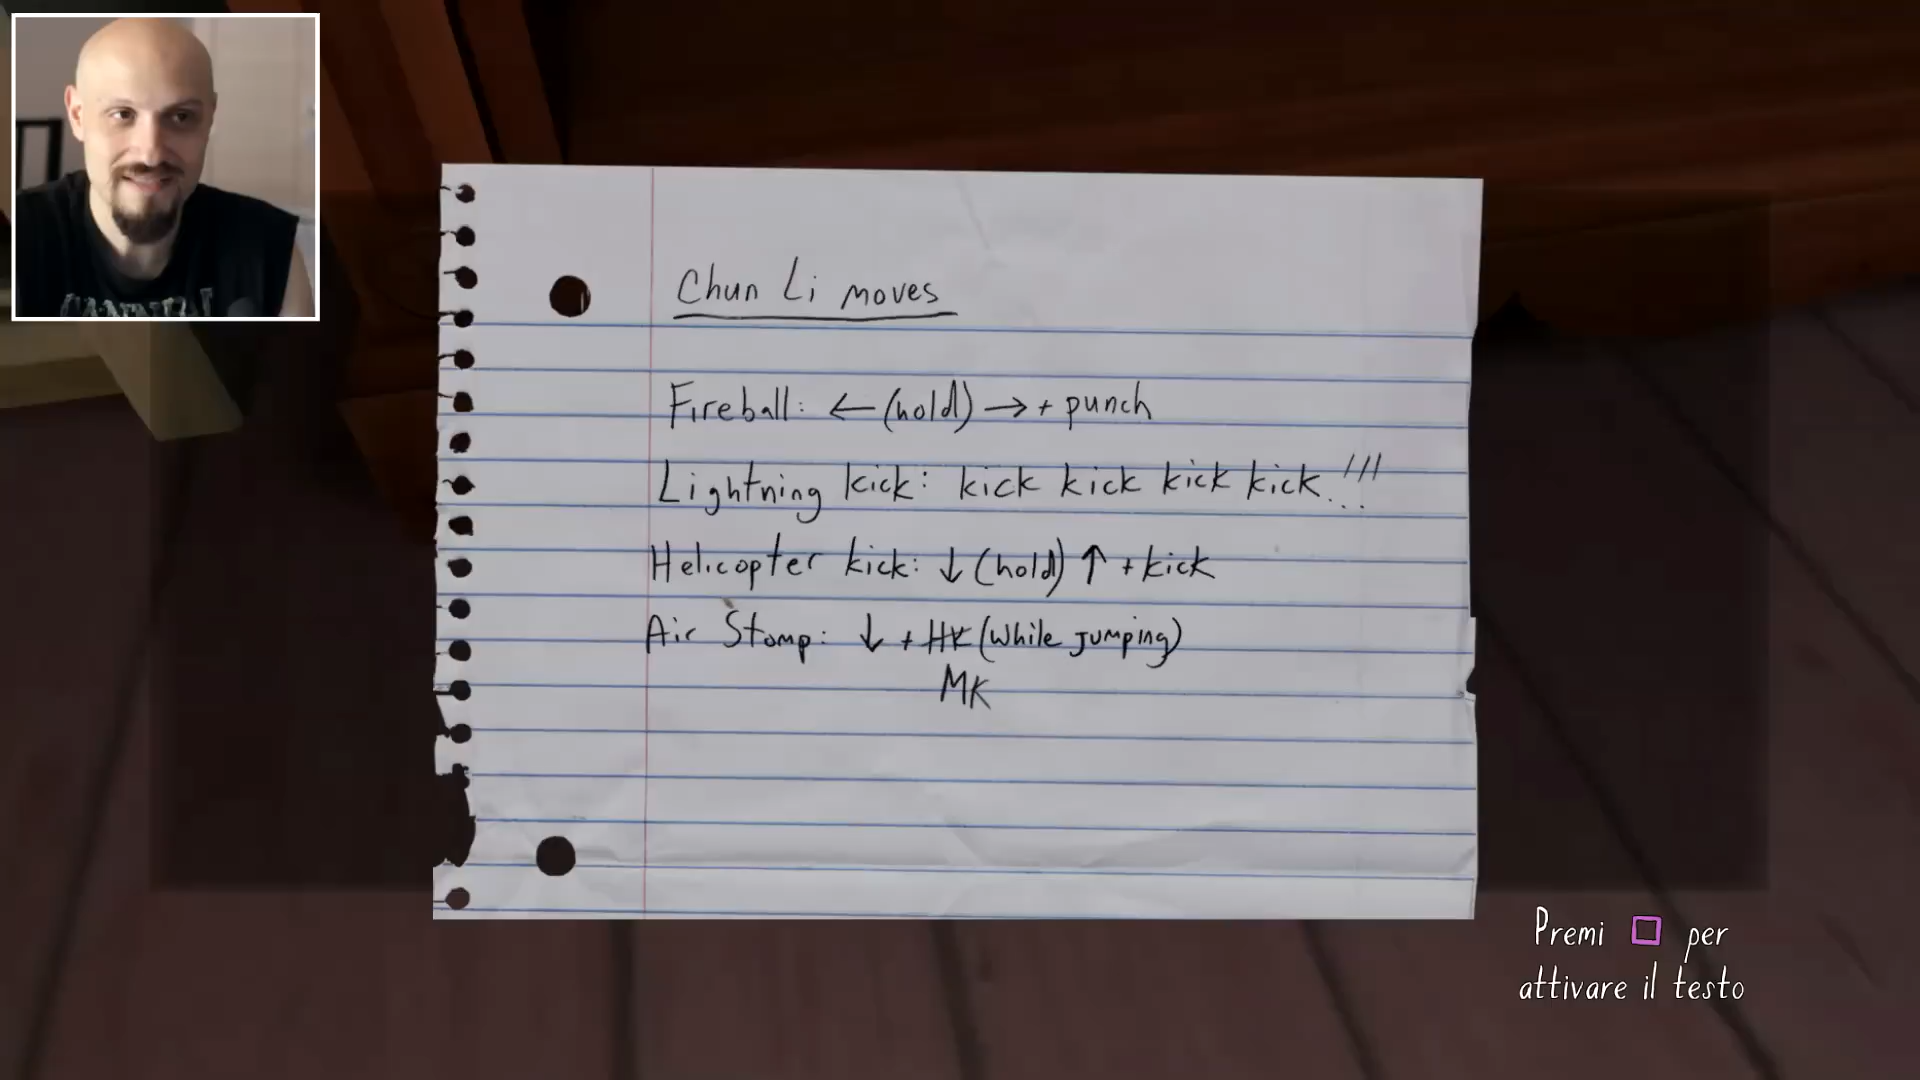 Chun Li moves
Fireball: ← (hold) → + punch
Lightning kick: kick kick kick kick!!!
Helicopter kick: ↓ (hold) ↑ + kick
Air Stomp: ↓ + HK (while jumping)
MK
Premi □ per
attivare il testo